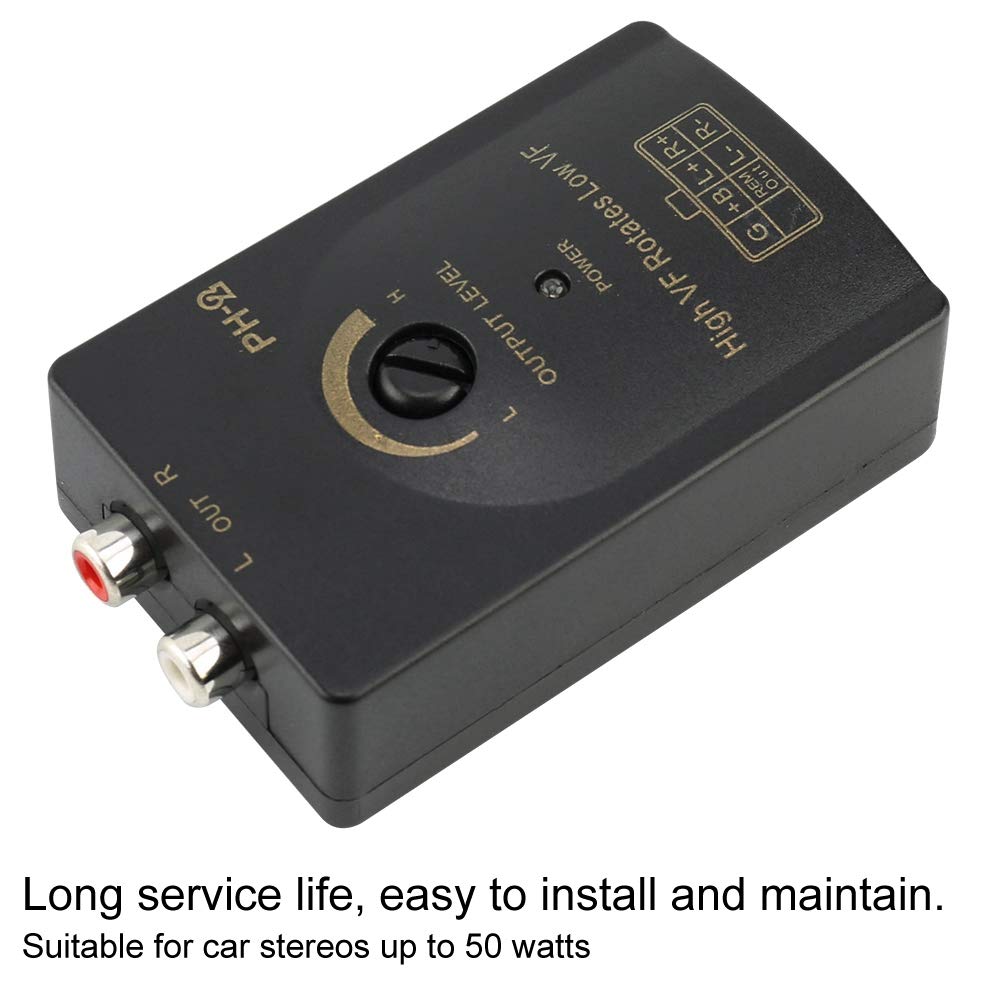 High VF Rotates Low VF
G +B L+ R+
REM Out L- R-
POWER
OUTPUT LEVEL
L H
PH-2
L OUT R
Long service life, easy to install and maintain.
Suitable for car stereos up to 50 watts